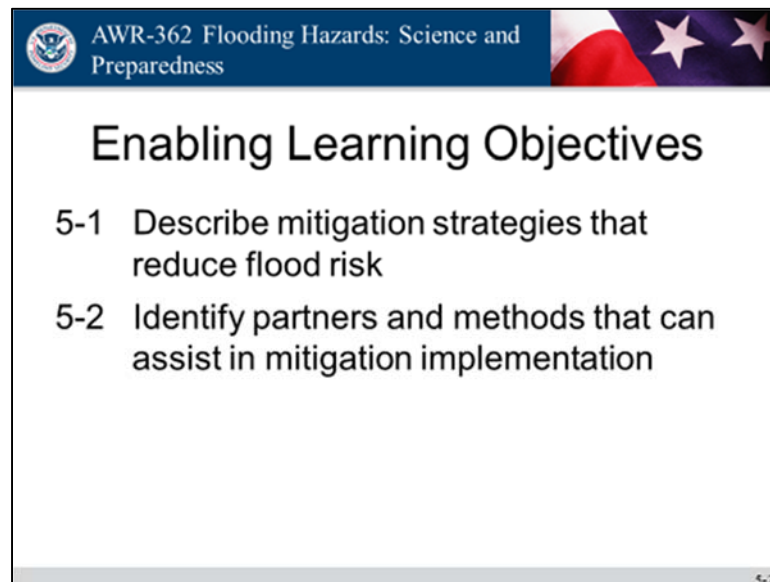 AWR-362 Flooding Hazards: Science and
Preparedness
Enabling Learning Objectives
5-1 Describe mitigation strategies that
reduce flood risk
5-2 Identify partners and methods that can
assist in mitigation implementation